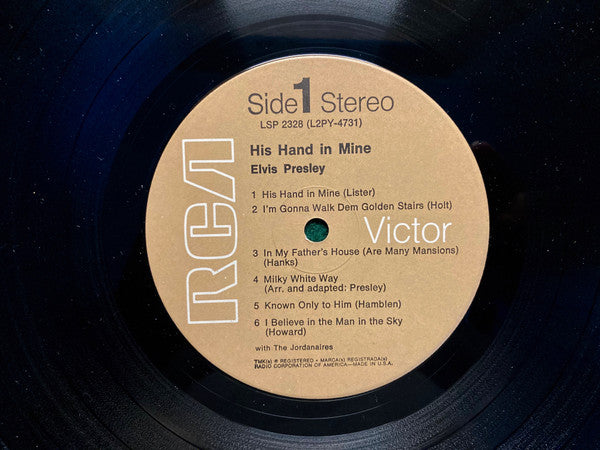 Side 1 Stereo
LSP 2328 (L2PY-4731)
His Hand in Mine
Elvis Presley
1 His Hand in Mine (Lister)
2 I'm Gonna Walk Dem Golden Stairs (Holt)
RCA
Victor
3 In My Father's House (Are Many Mansions)
(Hanks)
4 Milky White Way
(Arr. and adapted: Presley)
5 Known Only to Him (Hamblen)
6 I Believe in the Man in the Sky
(Howard)
with The Jordanaires
TMK(s) ® REGISTERED • MARCA(s) REGISTRADA(s)
RADIO CORPORATION OF AMERICA—MADE IN U.S.A.